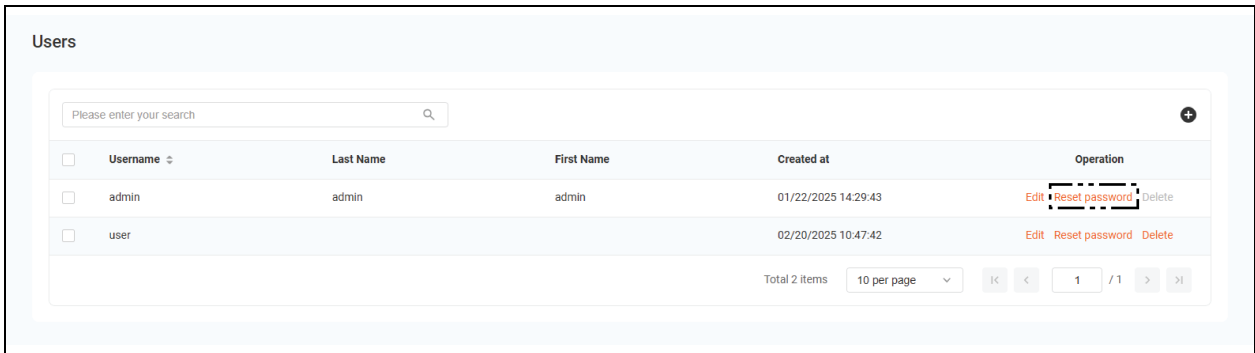 Users
Please enter your search
Username Last Name First Name Created at Operation
admin admin admin 01/22/2025 14:29:43 Edit Reset password Delete
user 02/20/2025 10:47:42 Edit Reset password Delete
Total 2 items 10 per page 1 / 1